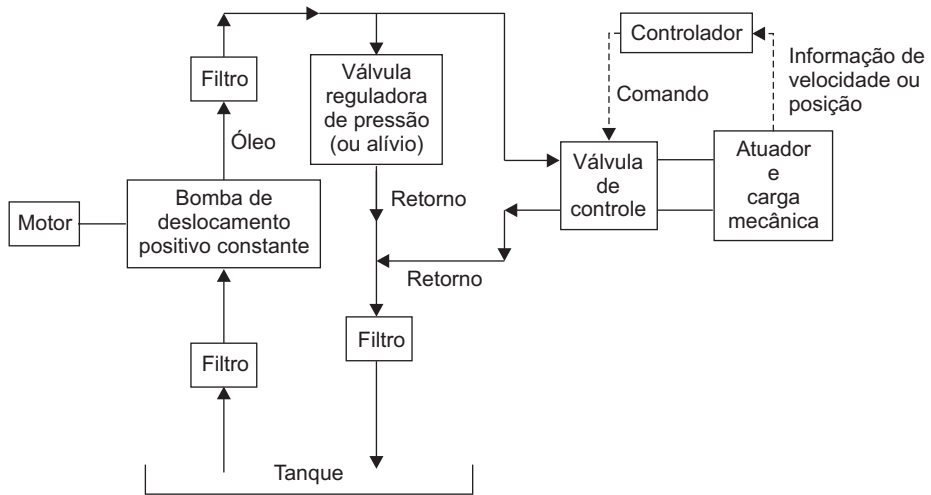 Filtro
Válvula
reguladora
de pressão
(ou alívio)
Controlador
Informação de
velocidade ou
posição
Comando
Óleo
Motor
Bomba de
deslocamento
positivo constante
Retorno
Válvula
de
controle
Atuador
e
carga
mecânica
Retorno
Filtro
Filtro
Tanque